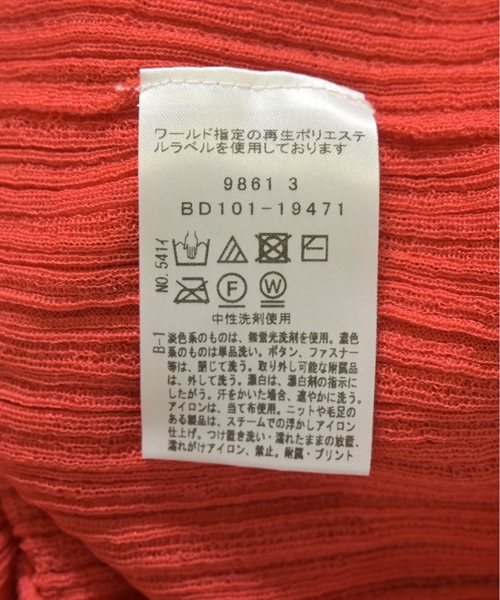 ワールド指定の再生ポリエステ
ルラベルを使用しております
9861 3
BD101-19471
NO.541イ
F
W
中性洗剤使用
B-1
淡色系のものは、無蛍光洗剤を使用。濃色
系のものは単品洗い。ボタン、ファスナー
等は、閉じて洗う。取り外し可能な附属品
は、外して洗う。漂白は、漂白剤の指示に
したがう。汗をかいた場合、速やかに洗う。
アイロンは、当て布使用。ニットや毛足の
ある製品は、スチームでの浮かしアイロン
仕上げ。つけ置き洗い・濡れたままの放置、
濡れがけアイロン、禁止。附属・プリント